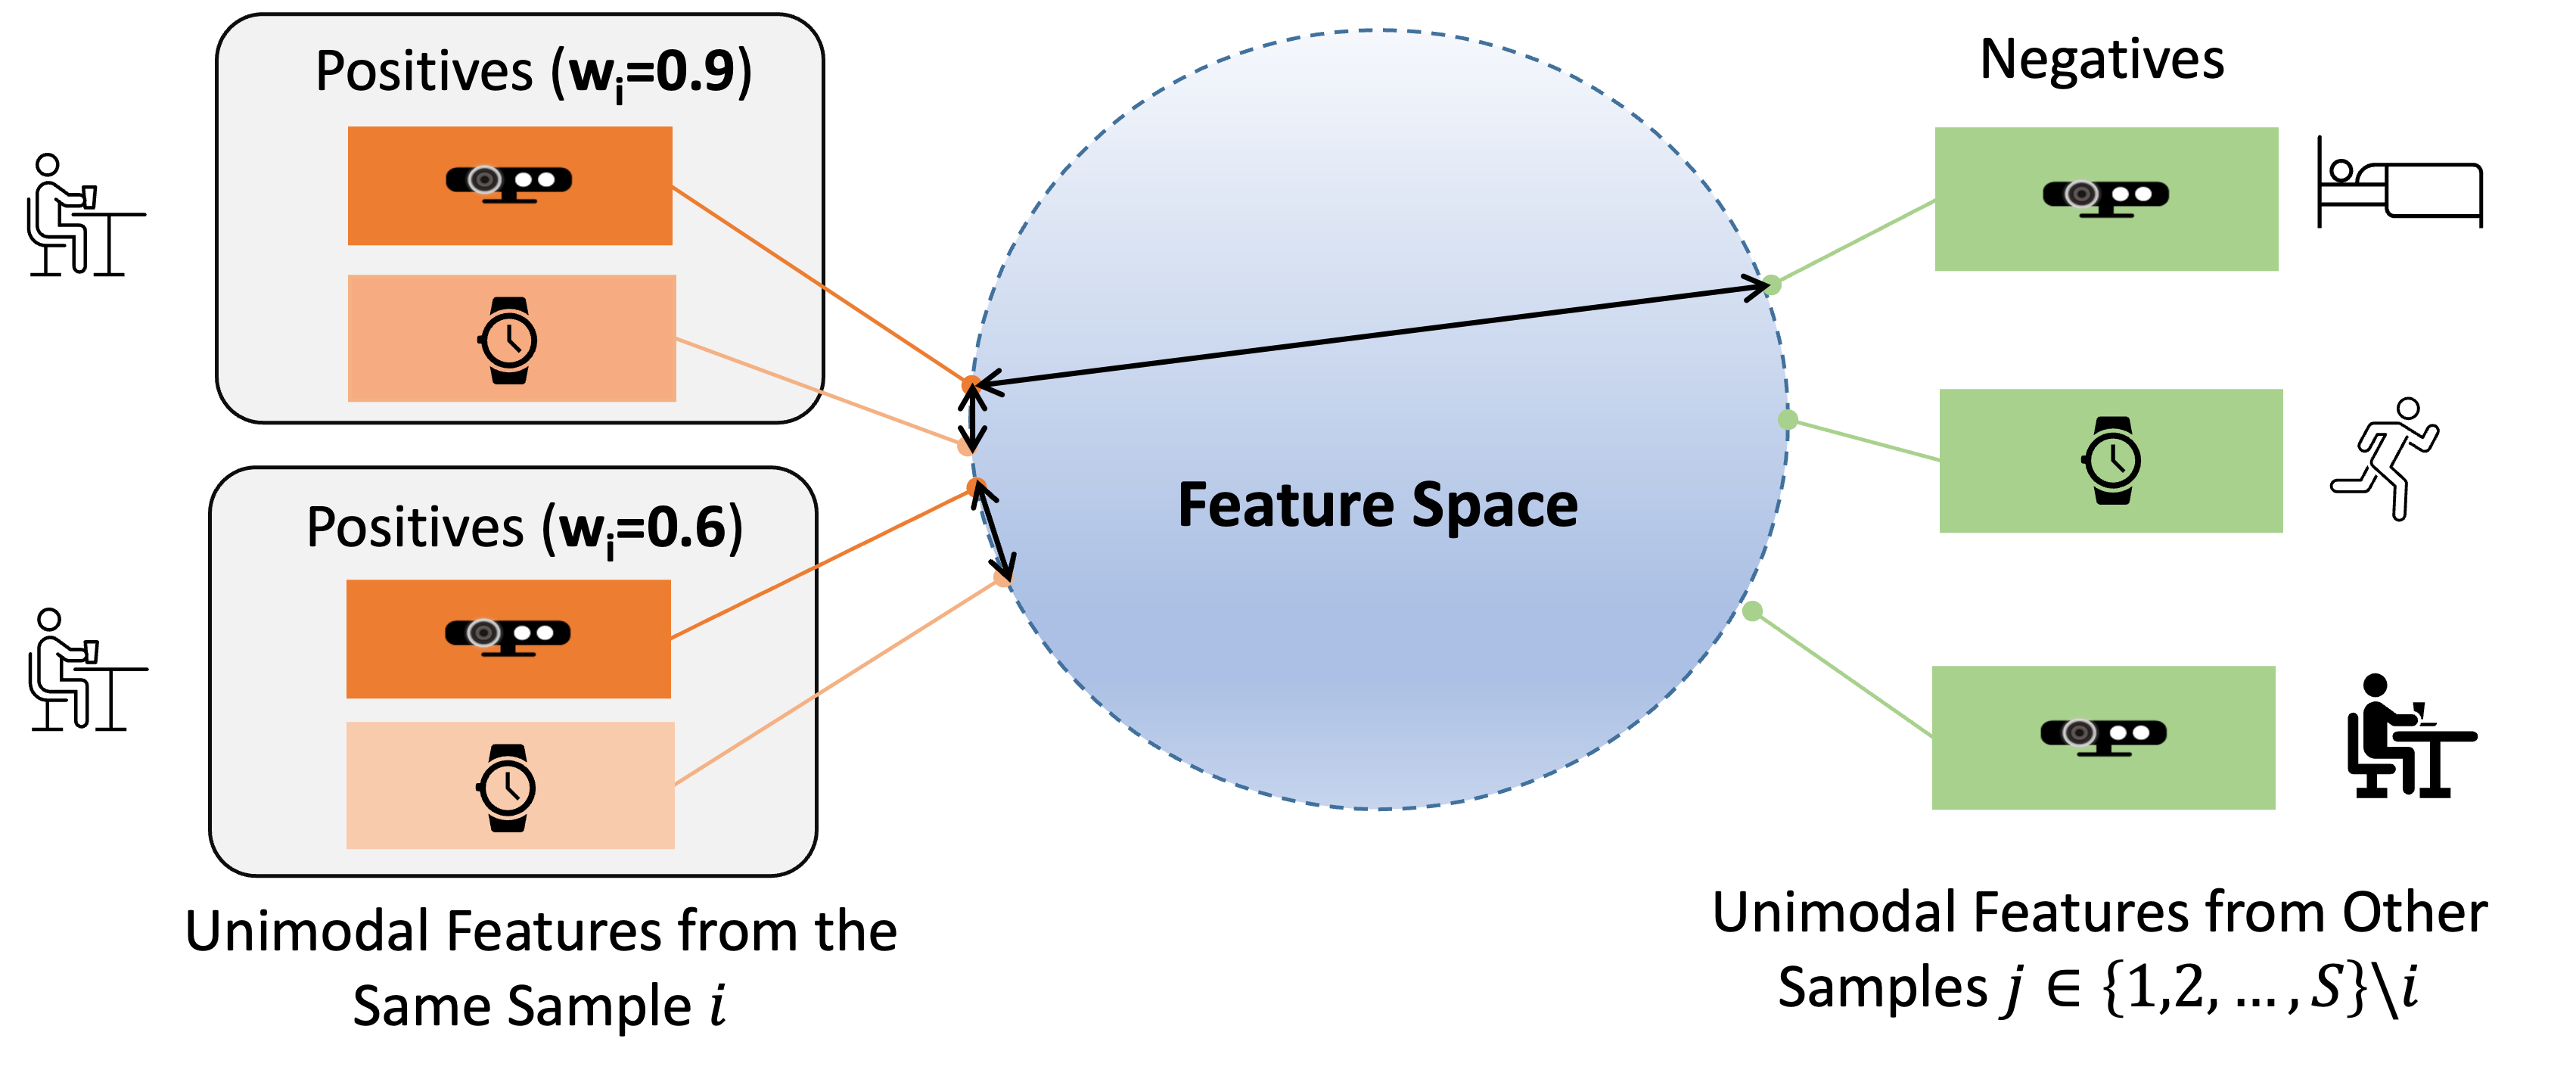 Positives (wi=0.9)
Positives (wi=0.6)
Unimodal Features from the
Same Sample i
Feature Space
Negatives
Unimodal Features from Other
Samples j ∈ {1,2, … , S}\i